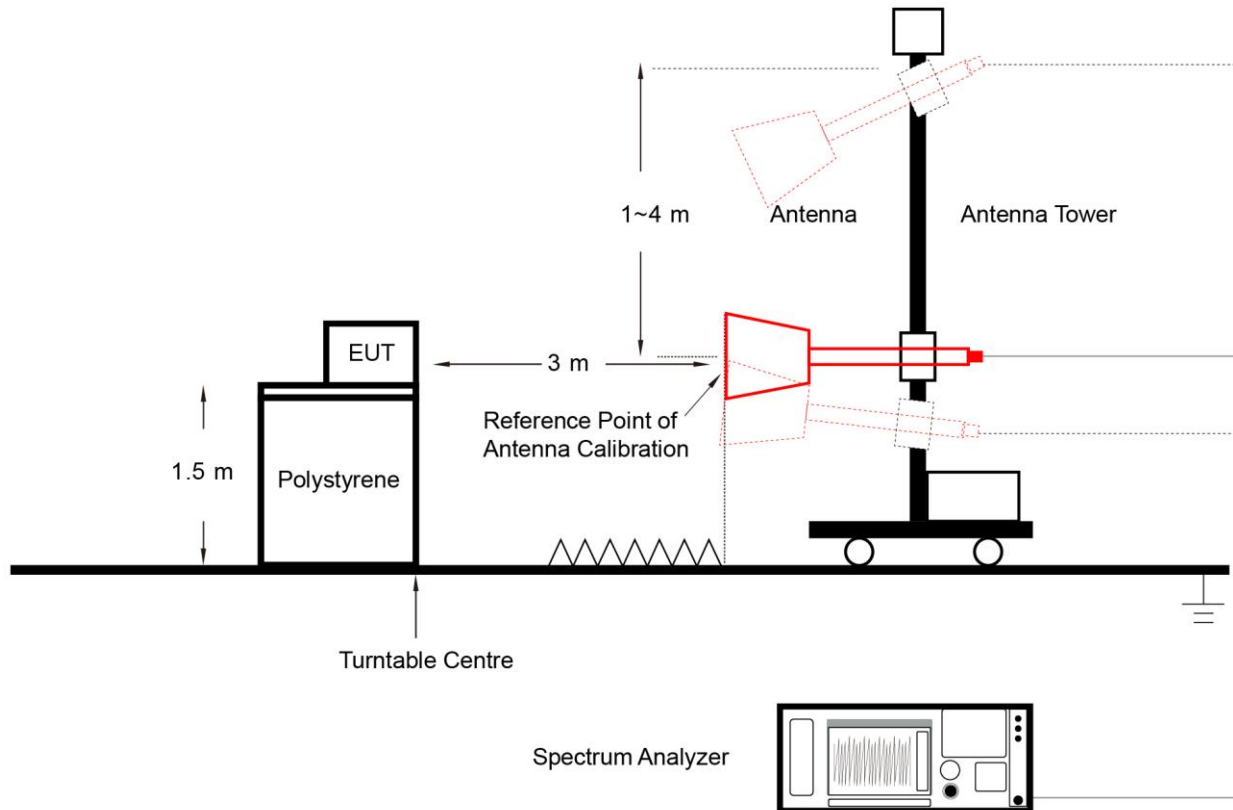 1~4 m
Antenna
Antenna Tower
EUT
3 m
Reference Point of
Antenna Calibration
1.5 m
Polystyrene
Turntable Centre
Spectrum Analyzer